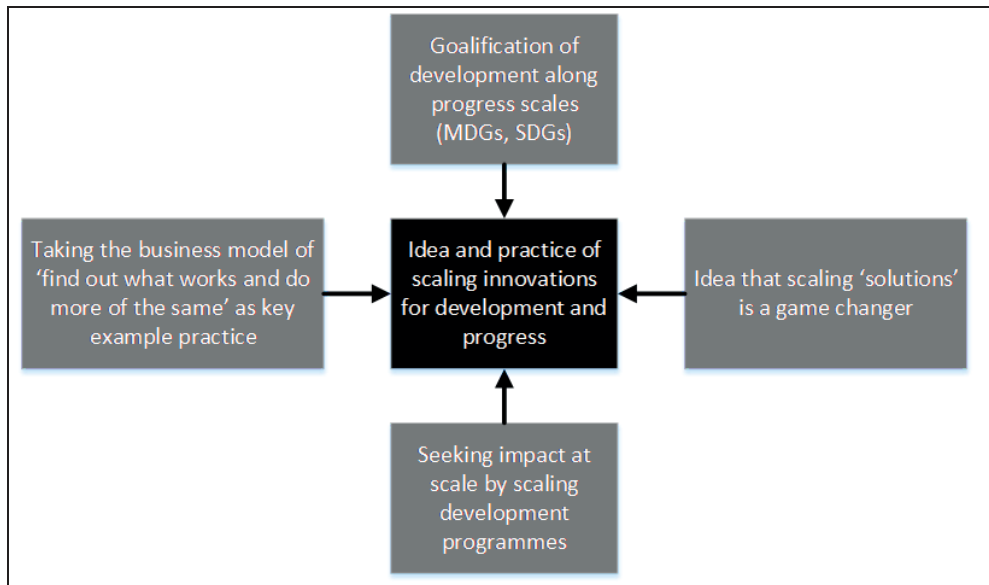 Goalification of
development along
progress scales
(MDGs, SDGs)
Taking the business model of
‘find out what works and do
more of the same’ as key
example practice
Idea and practice of
scaling innovations
for development and
progress
Idea that scaling ‘solutions’
is a game changer
Seeking impact at
scale by scaling
development
programmes